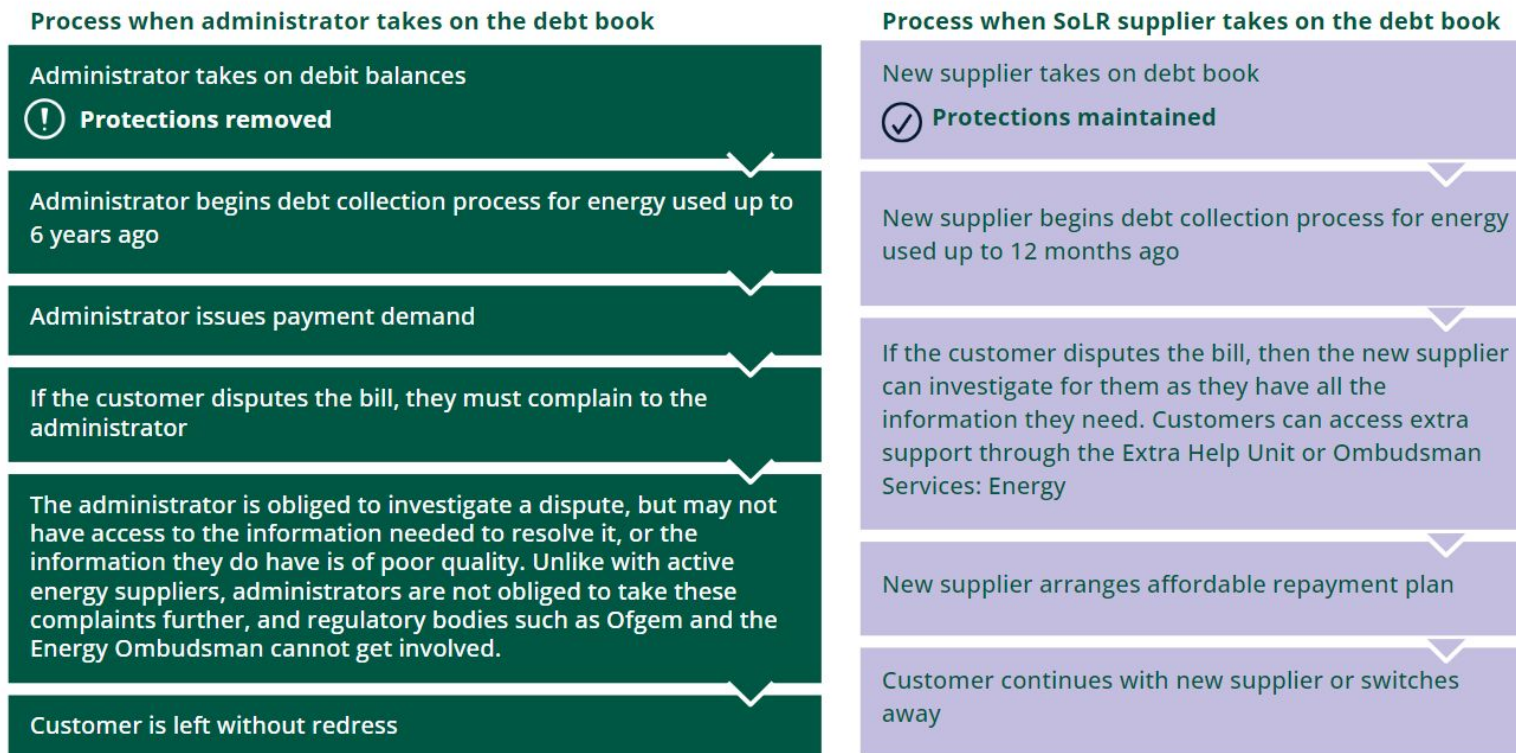 Process when administrator takes on the debt book
Administrator takes on debit balances
! Protections removed
Administrator begins debt collection process for energy used up to
6 years ago
Administrator issues payment demand
If the customer disputes the bill, they must complain to the
administrator
The administrator is obliged to investigate a dispute, but may not
have access to the information needed to resolve it, or the
information they do have is of poor quality. Unlike with active
energy suppliers, administrators are not obliged to take these
complaints further, and regulatory bodies such as Ofgem and the
Energy Ombudsman cannot get involved.
Customer is left without redress
Process when SoLR supplier takes on the debt book
New supplier takes on debt book
Protections maintained
New supplier begins debt collection process for energy
used up to 12 months ago
If the customer disputes the bill, then the new supplier
can investigate for them as they have all the
information they need. Customers can access extra
support through the Extra Help Unit or Ombudsman
Services: Energy
New supplier arranges affordable repayment plan
Customer continues with new supplier or switches
away